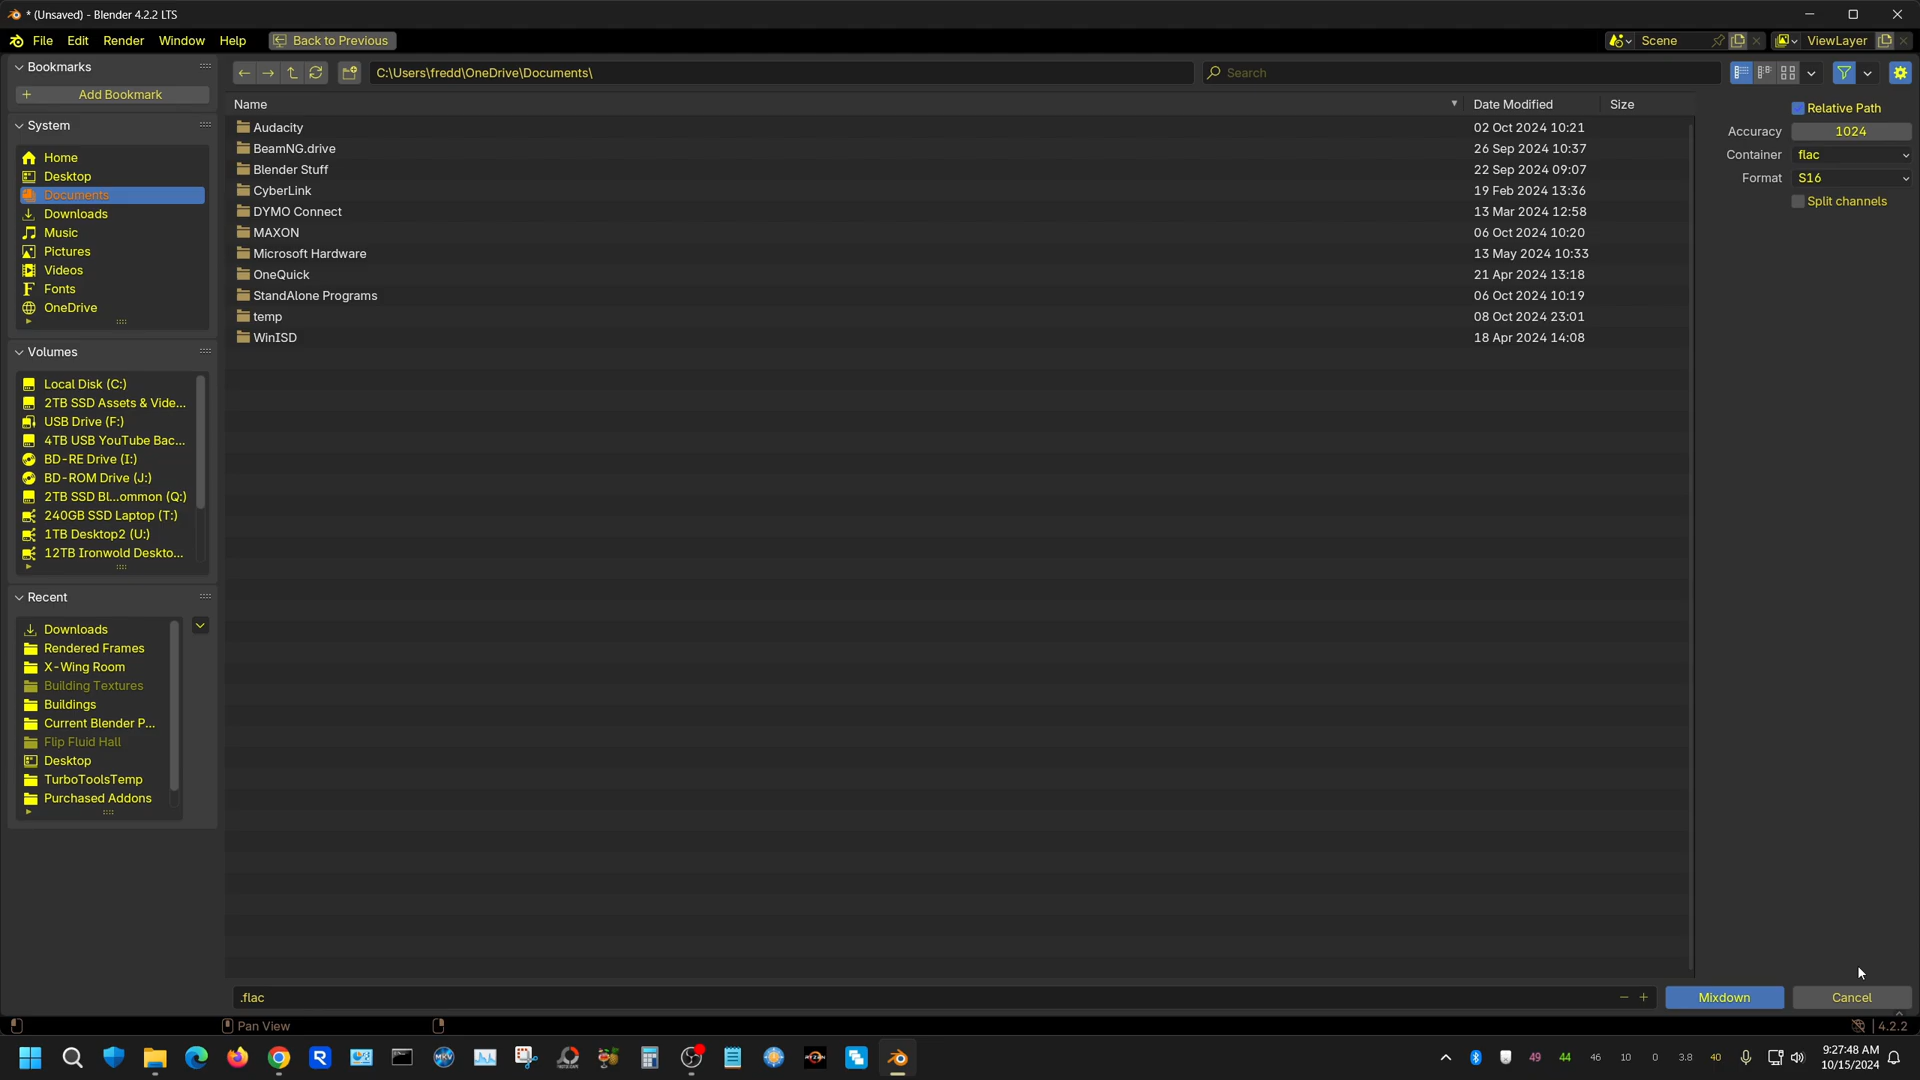 * (Unsaved) - Blender 4.2.2 LTS
File Edit Render Window Help Back to Previous Scene ViewLayer
Bookmarks
Add Bookmark
System
Home
Desktop
Documents
Downloads
Music
Pictures
Videos
Fonts
OneDrive
Volumes
Local Disk (C:)
2TB SSD Assets & Vide...
USB Drive (F:)
4TB USB YouTube Bac...
BD-RE Drive (I:)
BD-ROM Drive (J:)
2TB SSD Bl...ommon (Q:)
240GB SSD Laptop (T:)
1TB Desktop2 (U:)
12TB Ironwold Deskto...
Recent
Downloads
Rendered Frames
X-Wing Room
Building Textures
Buildings
Current Blender P...
Flip Fluid Hall
Desktop
TurboToolsTemp
Purchased Addons
C:\Users\fredd\OneDrive\Documents\ Search
Name Date Modified Size
Audacity 02 Oct 2024 10:21
BeamNG.drive 26 Sep 2024 10:37
Blender Stuff 22 Sep 2024 09:07
CyberLink 19 Feb 2024 13:36
DYMO Connect 13 Mar 2024 12:58
MAXON 06 Oct 2024 10:20
Microsoft Hardware 13 May 2024 10:33
OneQuick 21 Apr 2024 13:18
StandAlone Programs 06 Oct 2024 10:19
temp 08 Oct 2024 23:01
WinISD 18 Apr 2024 14:08
Relative Path
Accuracy 1024
Container flac
Format S16
Split channels
.flac Mixdown Cancel
Pan View 4.2.2
49 44 46 10 0 3.8 40
9:27:48 AM
10/15/2024